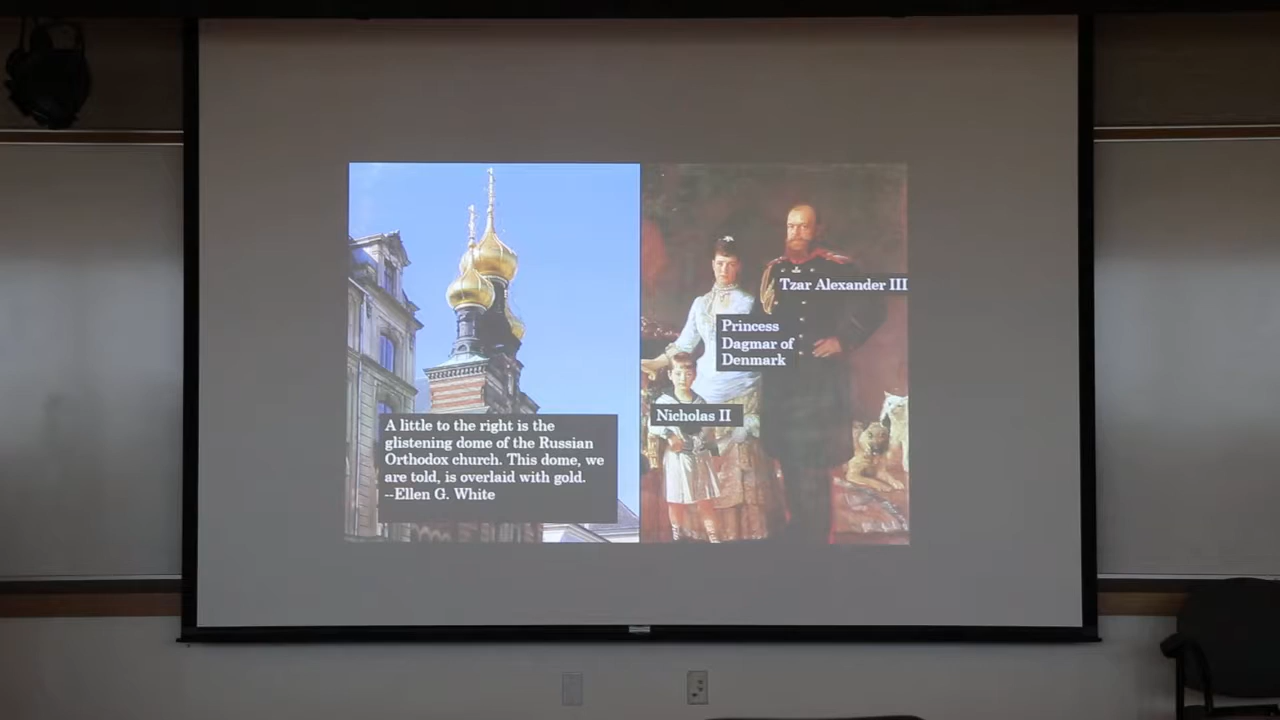 A little to the right is the
glistening dome of the Russian
Orthodox church. This dome, we
are told, is overlaid with gold.
--Ellen G. White
Tzar Alexander III
Princess
Dagmar of
Denmark
Nicholas II